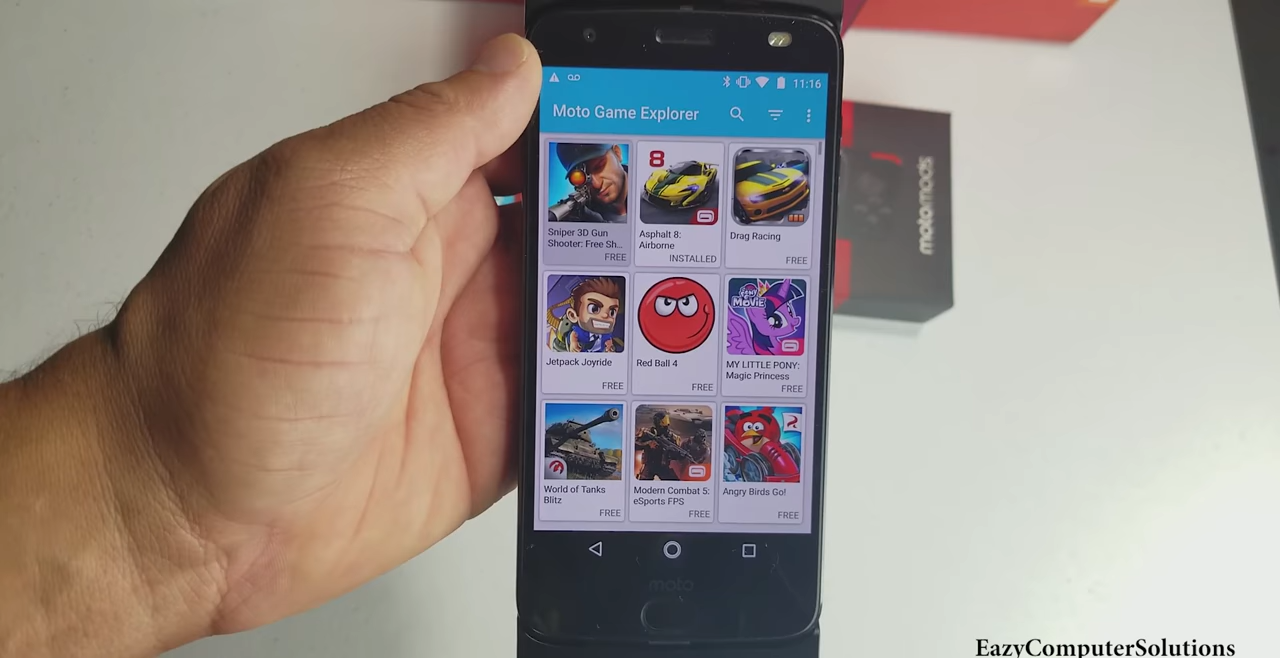 11:16
Moto Game Explorer
8
Sniper 3D Gun
Shooter: Free Sh...
FREE
Asphalt 8:
Airborne
INSTALLED
Drag Racing
FREE
MOVIE
Jetpack Joyride
FREE
Red Ball 4
FREE
MY LITTLE PONY:
Magic Princess
FREE
World of Tanks
Blitz
FREE
Modern Combat 5:
eSports FPS
FREE
Angry Birds Go!
FREE
moto
motomods
EazyComputerSolutions